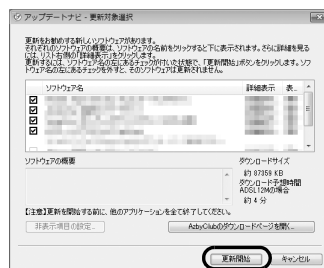 アップデートナビ - 更新対象選択
更新をお勧めする新しいソフトウェアがあります。
それぞれのソフトウェアの概要は、ソフトウェアの名前をクリックすると下に表示されます。さらに詳細を見る
には、リスト右側の「詳細表示」をクリックします。
更新するには、ソフトウェア名の左にあるチェックが付いた状態で、「更新開始」ボタンをクリックします。ソフ
トウェア名の左にあるチェックを外すと、そのソフトウェアは更新されません。
ソフトウェア名 詳細表示 表...
ソフトウェアの概要 ダウンロードサイズ
約 87359 KB
ダウンロード予想時間
ADSL12Mの場合
約 4 分
【注意】更新を開始する前に、他のアプリケーションを全て終了してください。
非表示項目の設定... AzbyClubのダウンロードページを開く...
更新開始 キャンセル